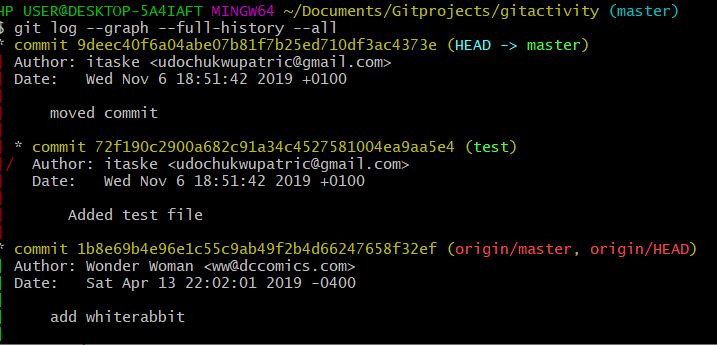 HP USER@DESKTOP-5A4IAFT MINGW64 ~/Documents/Gitprojects/gitactivity (master)
$ git log --graph --full-history --all
* commit 9deec40f6a04abe07b81f7b25ed710df3ac4373e (HEAD -> master)
| Author: itaske <udochukwupatric@gmail.com>
| Date:   Wed Nov 6 18:51:42 2019 +0100
|
|     moved commit
|
| * commit 72f190c2900a682c91a34c4527581004ea9aa5e4 (test)
|/  Author: itaske <udochukwupatric@gmail.com>
|   Date:   Wed Nov 6 18:51:42 2019 +0100
|
|       Added test file
|
* commit 1b8e69b4e96e1c55c9ab49f2b4d66247658f32ef (origin/master, origin/HEAD)
| Author: Wonder Woman <ww@dccomics.com>
| Date:   Sat Apr 13 22:02:01 2019 -0400
|
|     add whiterabbit
|